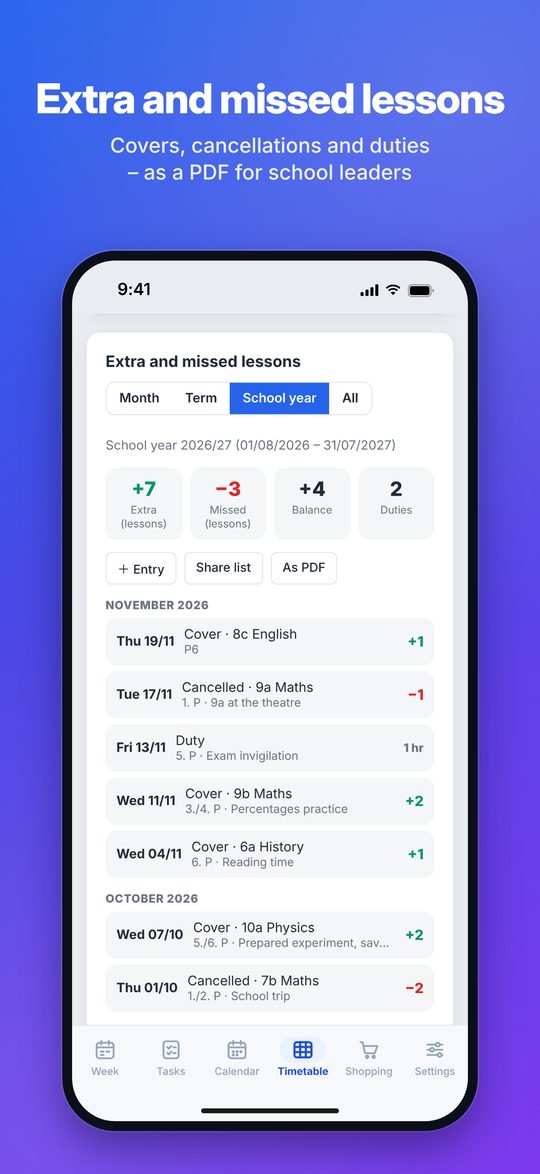 Extra and missed lessons
Covers, cancellations and duties
– as a PDF for school leaders
9:41
Extra and missed lessons
Month Term School year All
School year 2026/27 (01/08/2026 – 31/07/2027)
+7 −3 +4 2
Extra Missed Balance Duties
(lessons) (lessons)
+ Entry Share list As PDF
NOVEMBER 2026
Thu 19/11 Cover · 8c English +1
P6
Tue 17/11 Cancelled · 9a Maths −1
1. P · 9a at the theatre
Fri 13/11 Duty 1 hr
5. P · Exam invigilation
Wed 11/11 Cover · 9b Maths +2
3./4. P · Percentages practice
Wed 04/11 Cover · 6a History +1
6. P · Reading time
OCTOBER 2026
Wed 07/10 Cover · 10a Physics +2
5./6. P · Prepared experiment, sav...
Thu 01/10 Cancelled · 7b Maths −2
1./2. P · School trip
Week Tasks Calendar Timetable Shopping Settings